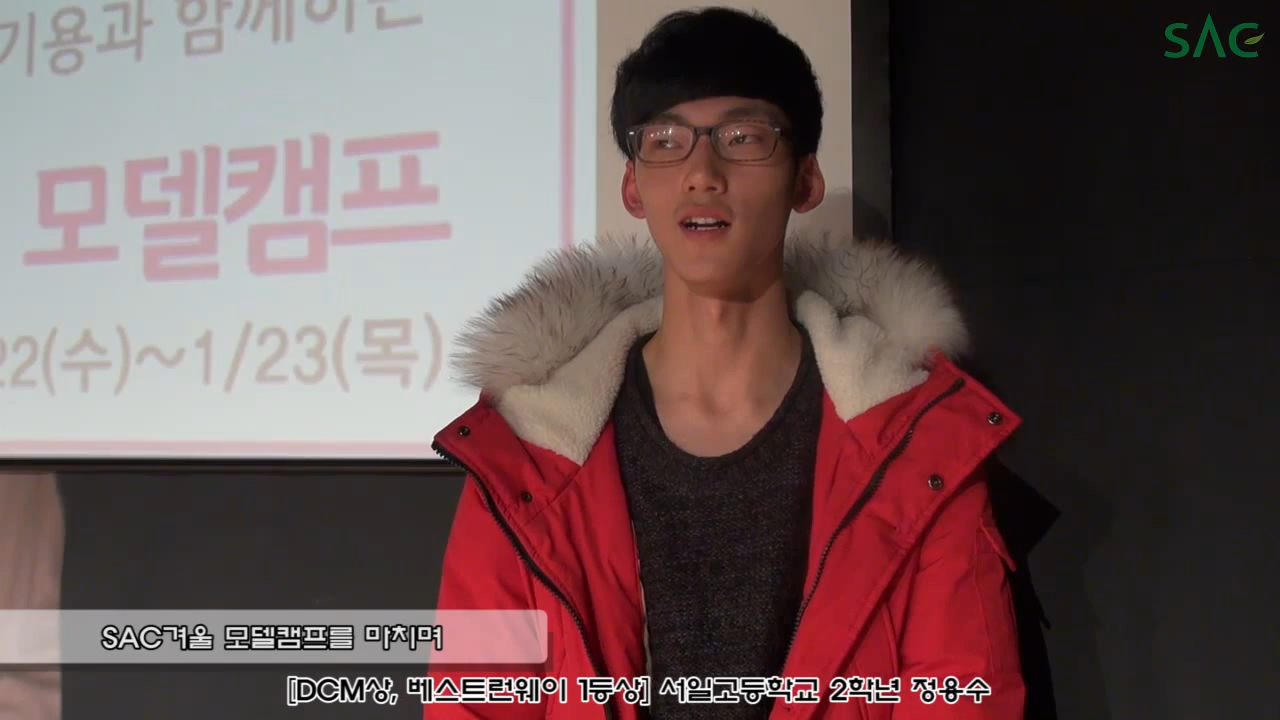 SAC
기용과 함께하는
모델캠프
22(수)~1/23(목)
SAC겨울 모델캠프를 마치며
[DCM상, 베스트런웨이 1등상] 서일고등학교 2학년 정용수